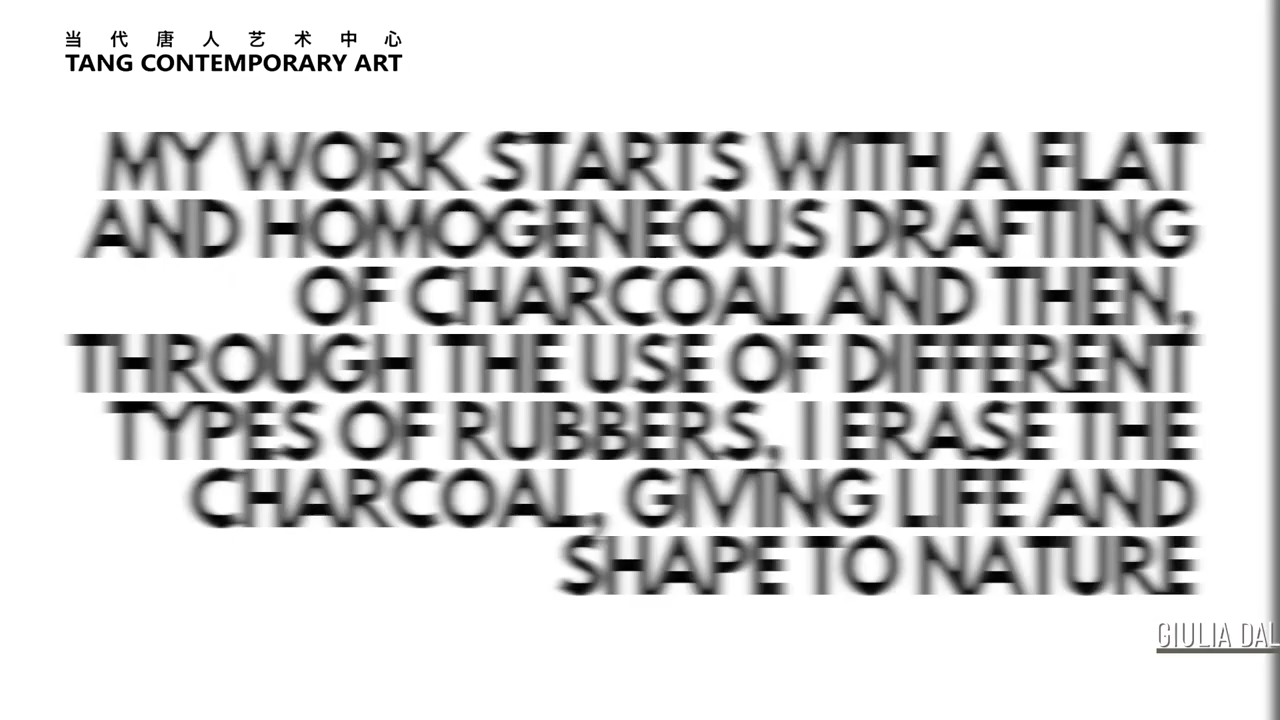 当代唐人艺术中心
TANG CONTEMPORARY ART
MY WORK STARTS WITH A FLAT
AND HOMOGENEOUS DRAFTING
OF CHARCOAL AND THEN,
THROUGH THE USE OF DIFFERENT
TYPES OF RUBBERS, I ERASE THE
CHARCOAL, GIVING LIFE AND
SHAPE TO NATURE
GIULIA DAL